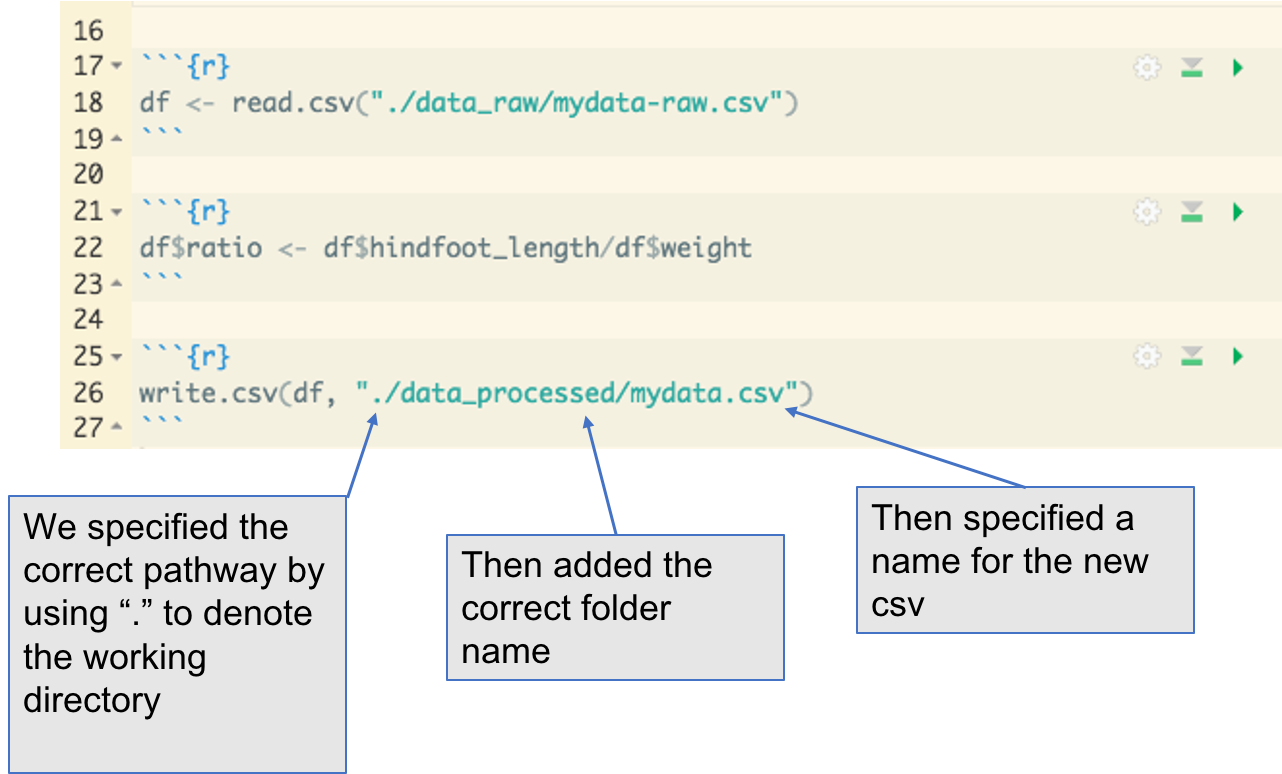 16
17 ```{r}
18 df <- read.csv("./data_raw/mydata-raw.csv")
19 ```
20
21 ```{r}
22 df$ratio <- df$hindfoot_length/df$weight
23 ```
24
25 ```{r}
26 write.csv(df, "./data_processed/mydata.csv")
27 ```
We specified the
correct pathway by
using “.” to denote
the working
directory
Then added the
correct folder
name
Then specified a
name for the new
csv